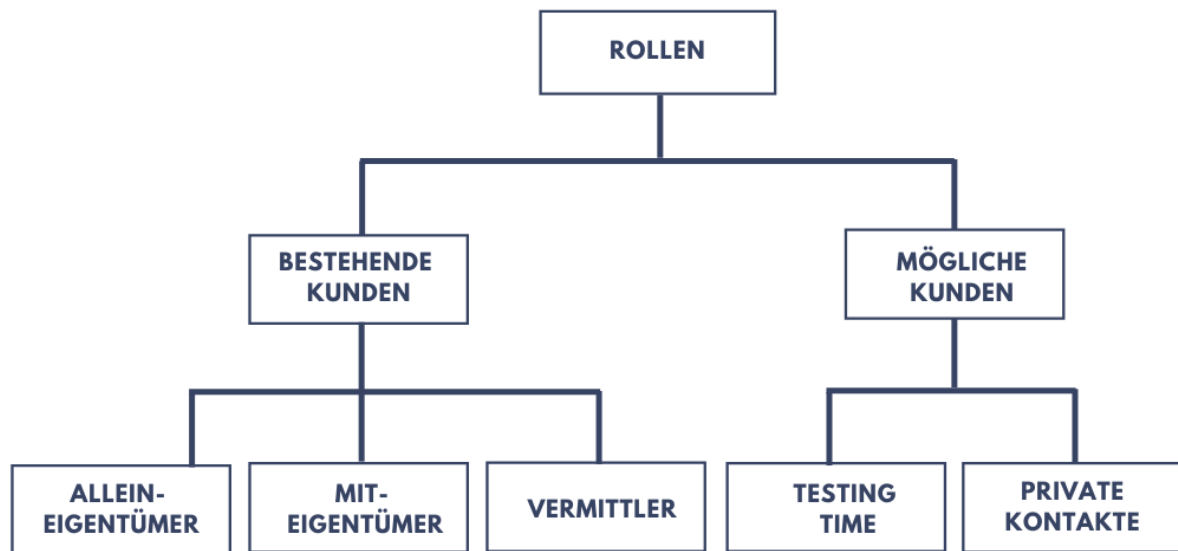 ROLLEN
BESTEHENDE
KUNDEN
MÖGLICHE
KUNDEN
ALLEIN-
EIGENTÜMER
MIT-
EIGENTÜMER
VERMITTLER
TESTING
TIME
PRIVATE
KONTAKTE